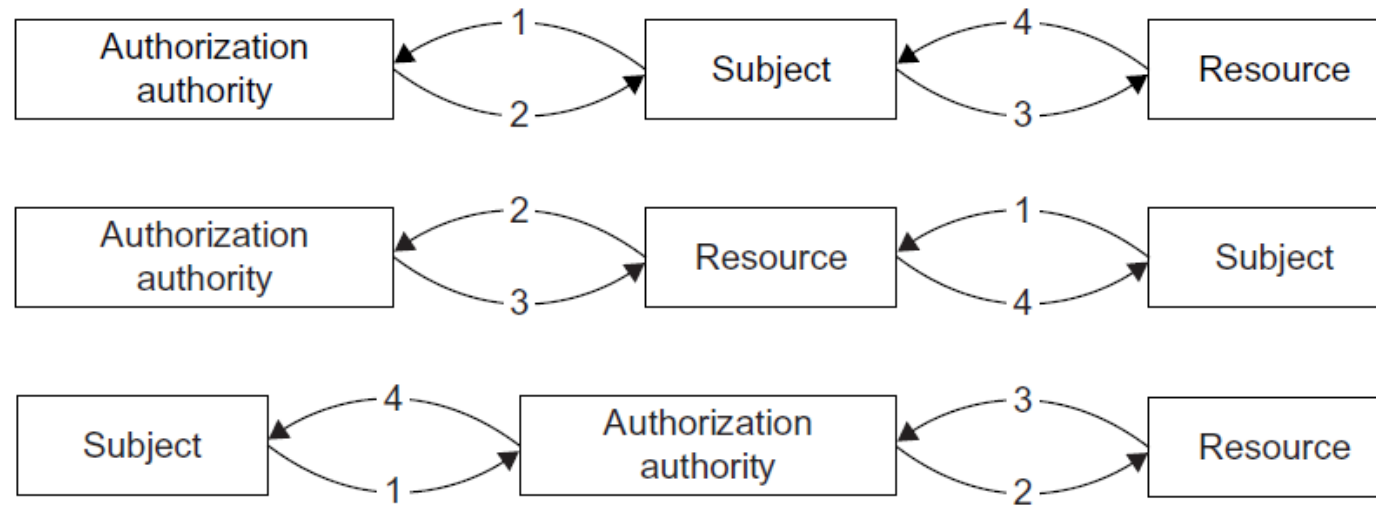 1
4
Authorization
authority
Subject
Resource
2
3
2
1
Authorization
authority
Resource
Subject
3
4
4
3
Subject
Authorization
authority
Resource
1
2